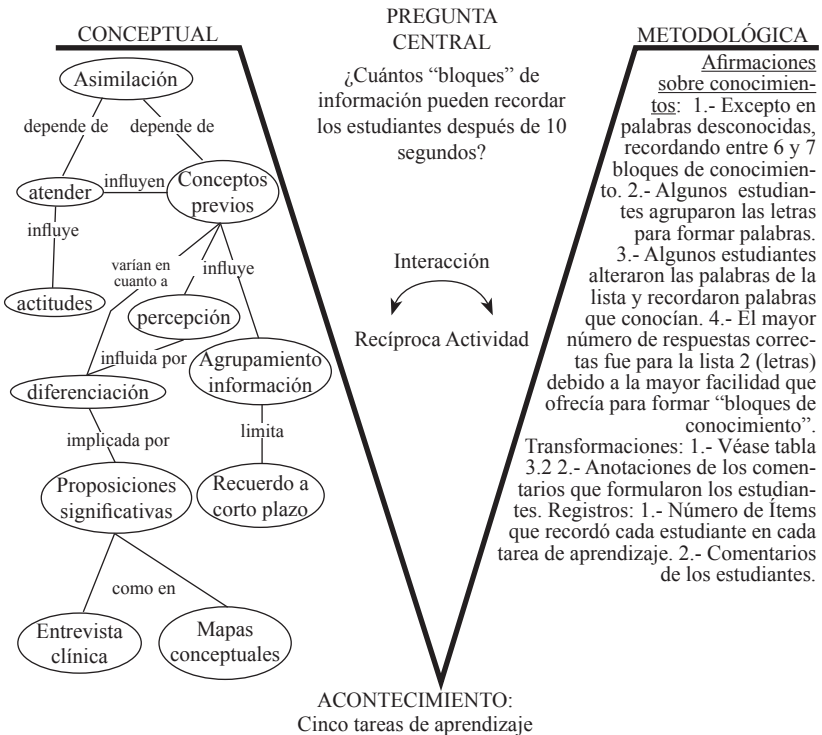 CONCEPTUAL
Asimilación
depende de
depende de
atender
influyen
Conceptos
previos
influye
actitudes
varían en
cuanto a
influye
percepción
influida por
Agrupamiento
información
diferenciación
implicada por
limita
Proposiciones
significativas
Recuerdo a
corto plazo
como en
Entrevista
clínica
Mapas
conceptuales
PREGUNTA
CENTRAL
¿Cuántos “bloques” de
información pueden recordar
los estudiantes después de 10
segundos?
Interacción
Recíproca Actividad
METODOLÓGICA
Afirmaciones
sobre conocimien-
tos: 1.- Excepto en
palabras desconocidas,
recordando entre 6 y 7
bloques de conocimien-
to. 2.- Algunos estudian-
tes agruparon las letras
para formar palabras.
3.- Algunos estudiantes
alteraron las palabras de la
lista y recordaron palabras
que conocían. 4.- El mayor
número de respuestas correc-
tas fue para la lista 2 (letras)
debido a la mayor facilidad que
ofrecía para formar “bloques de
conocimiento”.
Transformaciones: 1.- Véase tabla
3.2 2.- Anotaciones de los comen-
tarios que formularon los estudian-
tes. Registros: 1.- Número de Ítems
que recordó cada estudiante en cada
tarea de aprendizaje. 2.- Comentarios
de los estudiantes.
ACONTECIMIENTO:
Cinco tareas de aprendizaje